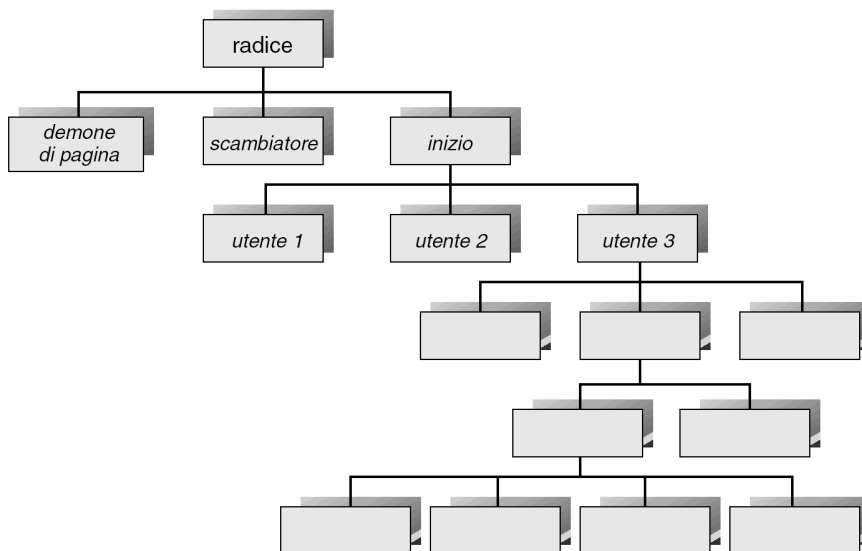 radice
demone
di pagina
scambiatore
inizio
utente 1
utente 2
utente 3